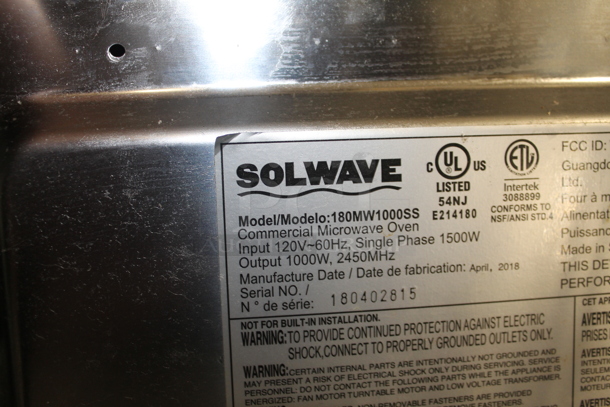 SOLWAVE
Model/Modelo:180MW1000SS
Commercial Microwave Oven
Input 120V~60Hz, Single Phase 1500W
Output 1000W, 2450MHz
Manufacture Date / Date de fabrication: April, 2018
Serial NO. /
N ° de série: 180402815
C UL US
LISTED
54NJ
E214180
ETL
Intertek
3088899
CONFORMS TO
NSF/ANSI STD.4
FCC ID:
Guangdo
Ltd.
Four à m
Alimentat
Puissanc
Made in
THIS DE
PERFOR
NOT FOR BUILT-IN INSTALLATION.
WARNING:TO PROVIDE CONTINUED PROTECTION AGAINST ELECTRIC
SHOCK,CONNECT TO PROPERLY GROUNDED OUTLETS ONLY.
WARNING:CERTAIN INTERNAL PARTS ARE INTENTIONALLY NOT GROUNDED AND
MAY PRESENT A RISK OF ELECTRICAL SHOCK ONLY DURING SERVICING. SERVICE
PERSONNEL: DO NOT CONTACT THE FOLLOWING PARTS WHILE THE APPLIANCE IS
ENERGIZED: FAN MOTOR TURNTABLE MOTOR AND LOW VOLTAGE TRANSFORMER.
CET AP
AVERTIS
PRISES
AVERTIS
SEULEM
CONTAC
MOTEU
AVERTIS